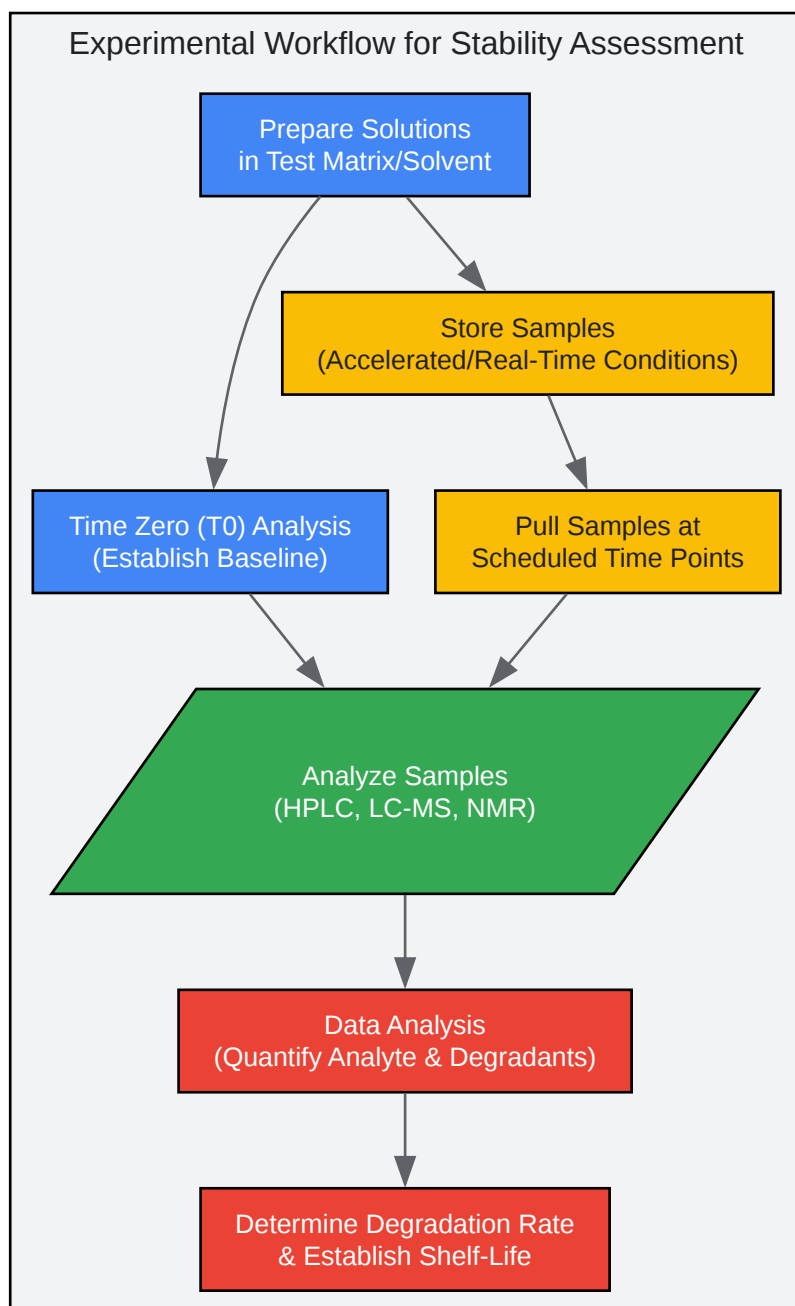 Experimental Workflow for Stability Assessment
Prepare Solutions
in Test Matrix/Solvent
Store Samples
(Accelerated/Real-Time Conditions)
Time Zero (T0) Analysis
(Establish Baseline)
Pull Samples at
Scheduled Time Points
Analyze Samples
(HPLC, LC-MS, NMR)
Data Analysis
(Quantify Analyte & Degradants)
Determine Degradation Rate
& Establish Shelf-Life